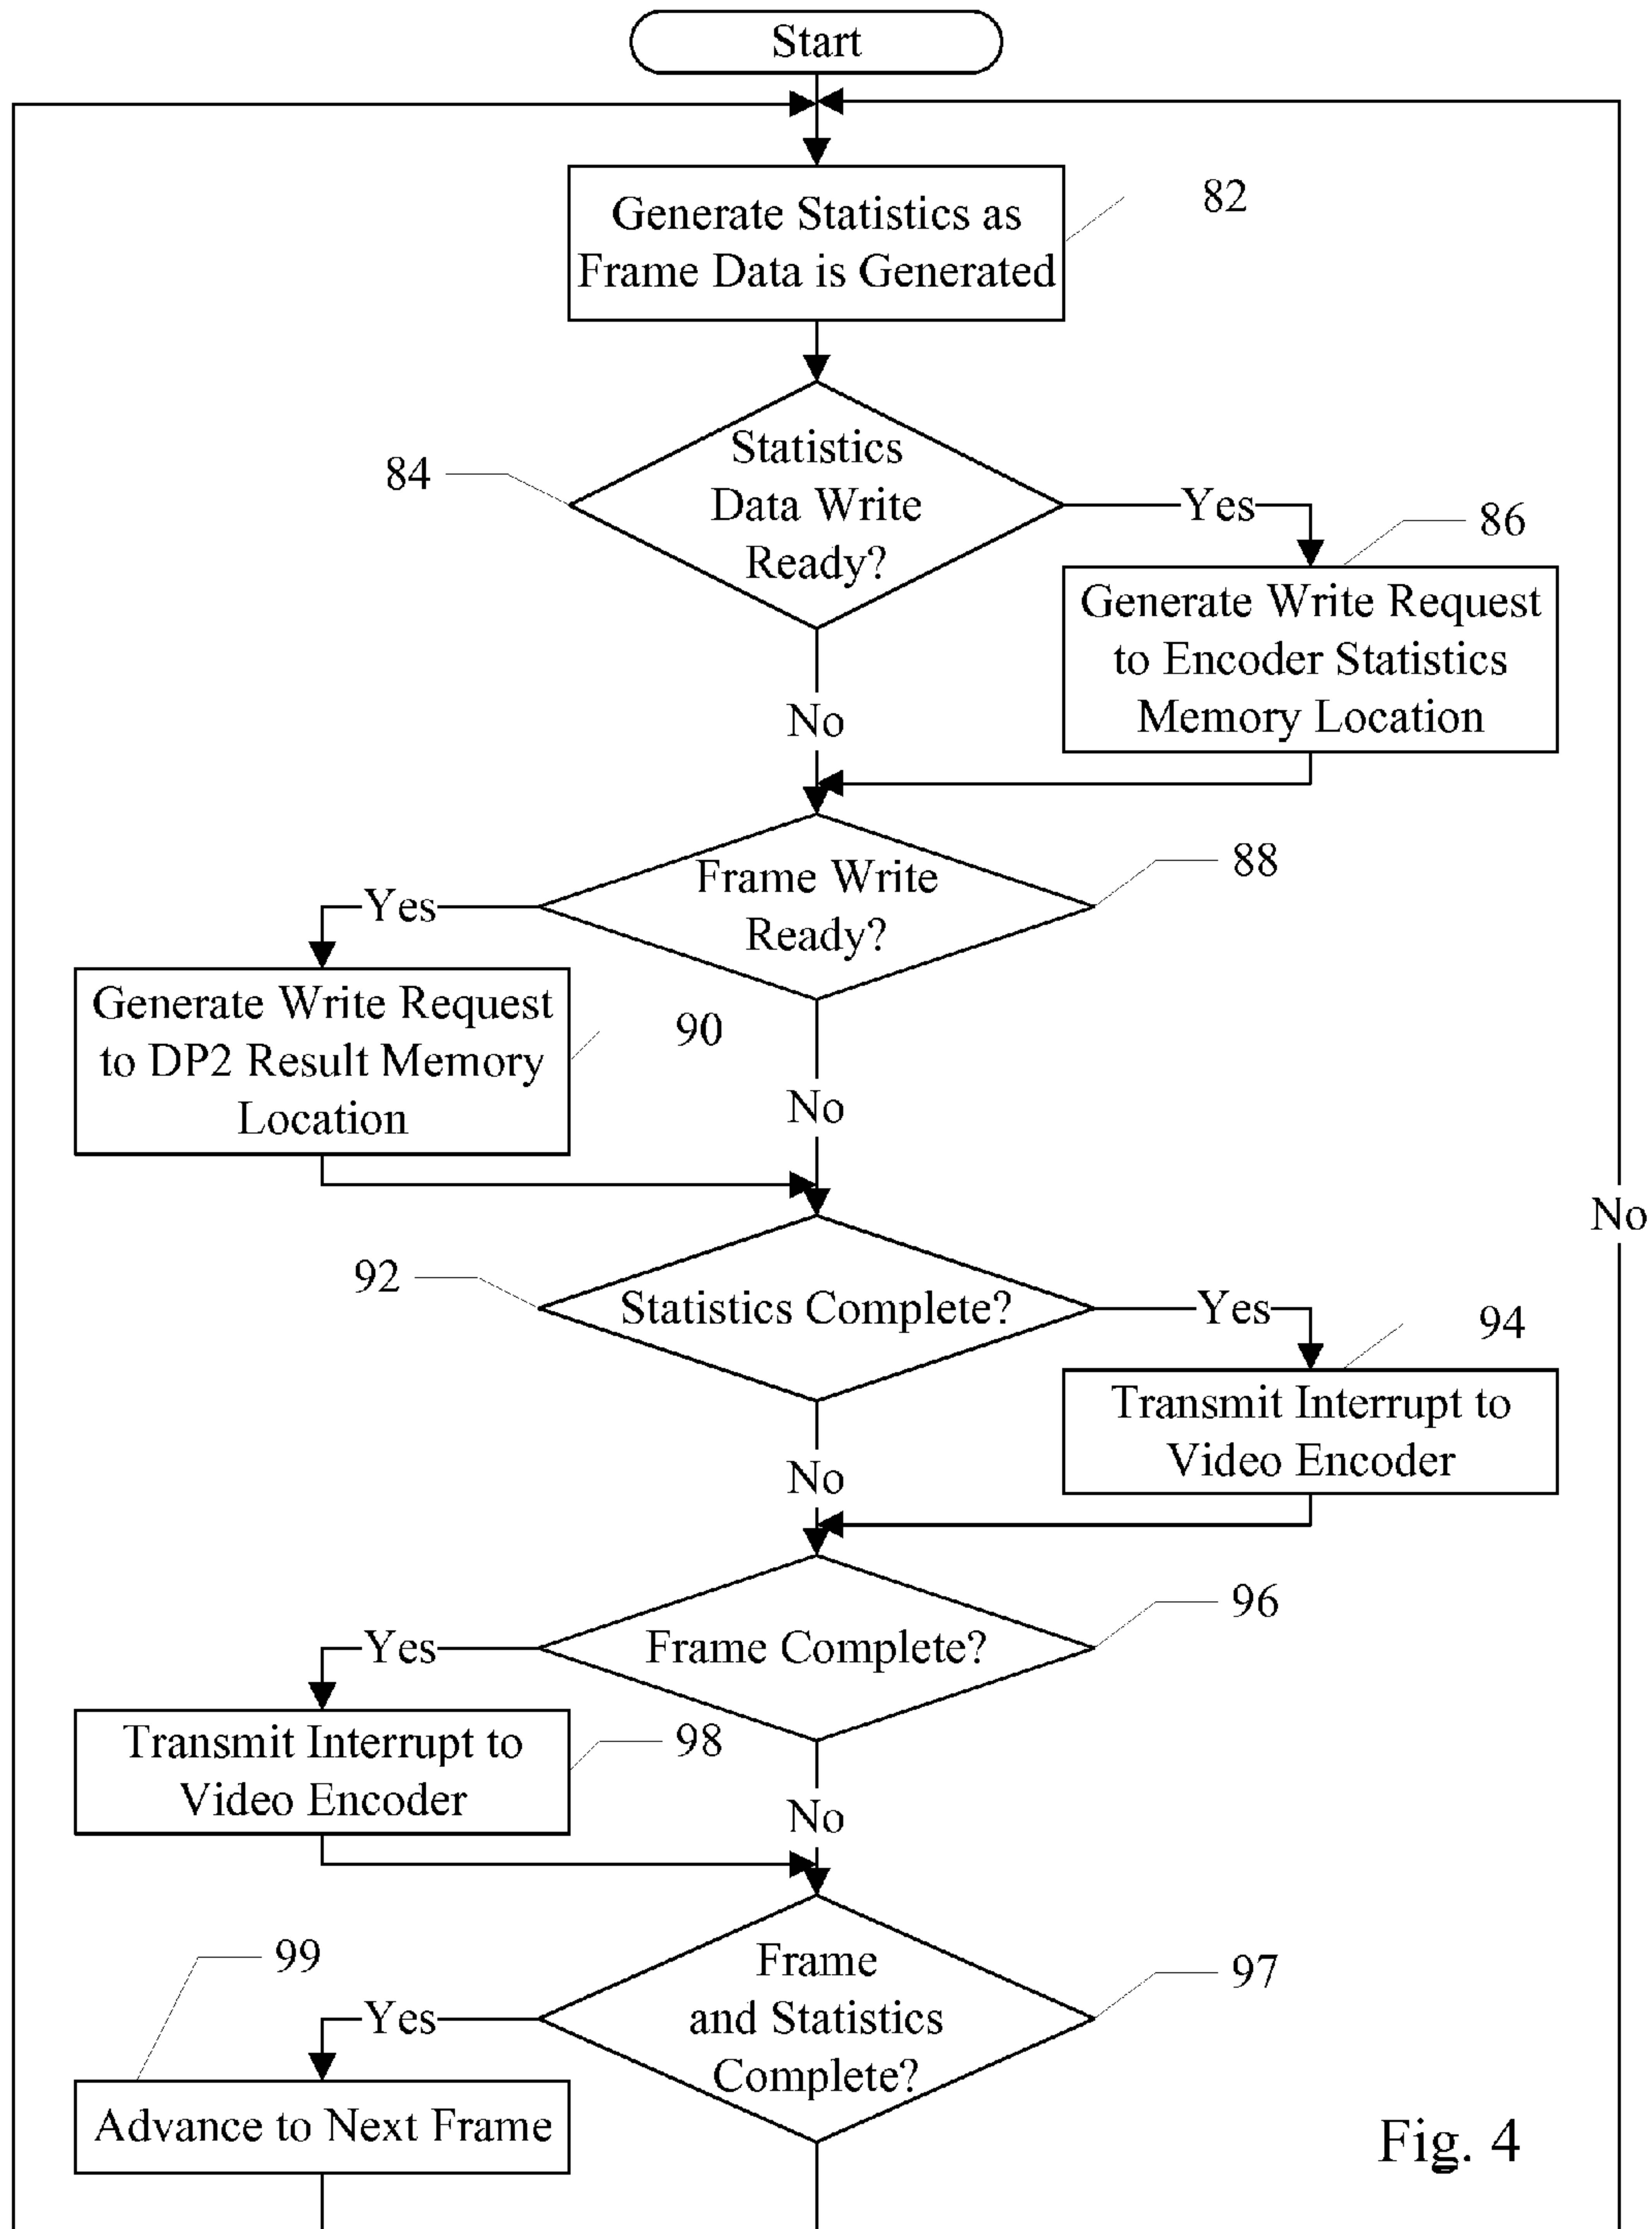 Start
Generate Statistics as
Frame Data is Generated
82
Statistics
Data Write
Ready?
84
Yes
86
Generate Write Request
to Encoder Statistics
Memory Location
No
Frame Write
Ready?
88
Yes
Generate Write Request
to DP2 Result Memory
Location
90
No
No
92
Statistics Complete?
Yes
94
Transmit Interrupt to
Video Encoder
No
96
Frame Complete?
Yes
Transmit Interrupt to
Video Encoder
98
No
99
Frame
and Statistics
Complete?
97
Yes
Advance to Next Frame
Fig. 4